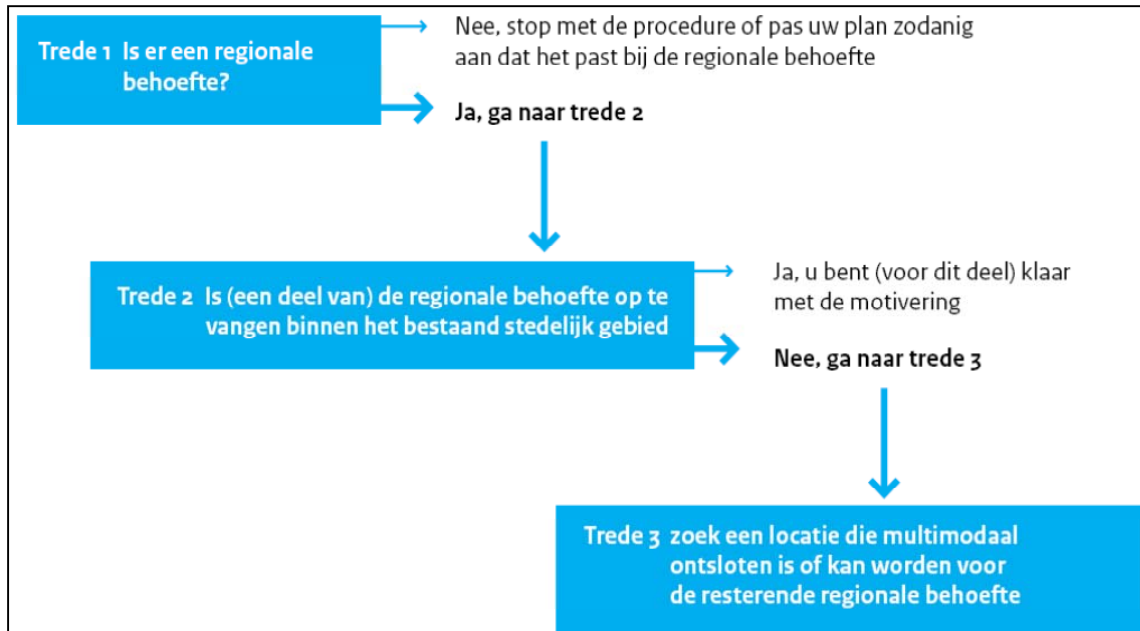 Trede 1 Is er een regionale
behoefte?
Nee, stop met de procedure of pas uw plan zodanig
aan dat het past bij de regionale behoefte
Ja, ga naar trede 2
Trede 2 Is (een deel van) de regionale behoefte op te
vangen binnen het bestaand stedelijk gebied
Ja, u bent (voor dit deel) klaar
met de motivering
Nee, ga naar trede 3
Trede 3 zoek een locatie die multimodaal
ontsloten is of kan worden voor
de resterende regionale behoefte